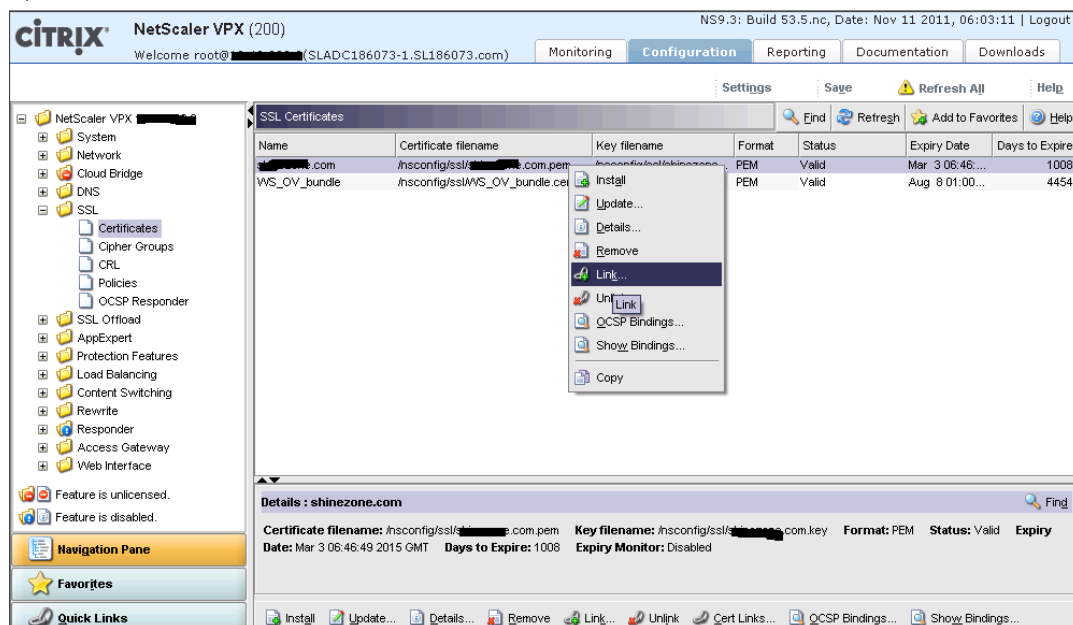 CITRIX
NetScaler VPX (200)
NS9.3: Build 53.5.nc, Date: Nov 11 2011, 06:03:11 | Logout
Welcome root@ (SLADC186073-1.SL186073.com)
Monitoring Configuration Reporting Documentation Downloads
Settings Save Refresh All Help
NetScaler VPX
System
Network
Cloud Bridge
DNS
SSL
Certificates
Cipher Groups
CRL
Policies
OCSP Responder
SSL Offload
AppExpert
Protection Features
Load Balancing
Content Switching
Rewrite
Responder
Access Gateway
Web Interface
Feature is unlicensed.
Feature is disabled.
Navigation Pane
Favorites
Quick Links
SSL Certificates
Find Refresh Add to Favorites Help
Name Certificate filename Key filename Format Status Expiry Date Days to Expire
.com /nsconfig/ssl/ .com.pem /nsconfig/ssl/shinezone... PEM Valid Mar 3 06:46:... 1008
WS_OV_bundle /nsconfig/ssl/WS_OV_bundle.cer PEM Valid Aug 8 01:00... 4454
Install
Update...
Details...
Remove
Link...
Link
OCSP Bindings...
Show Bindings...
Copy
Details : shinezone.com
Find
Certificate filename: /nsconfig/ssl/ .com.pem Key filename: /nsconfig/ssl/ .com.key Format: PEM Status: Valid Expiry
Date: Mar 3 06:46:49 2015 GMT Days to Expire: 1008 Expiry Monitor: Disabled
Install Update... Details... Remove Link... Unlink Cert Links... OCSP Bindings... Show Bindings...